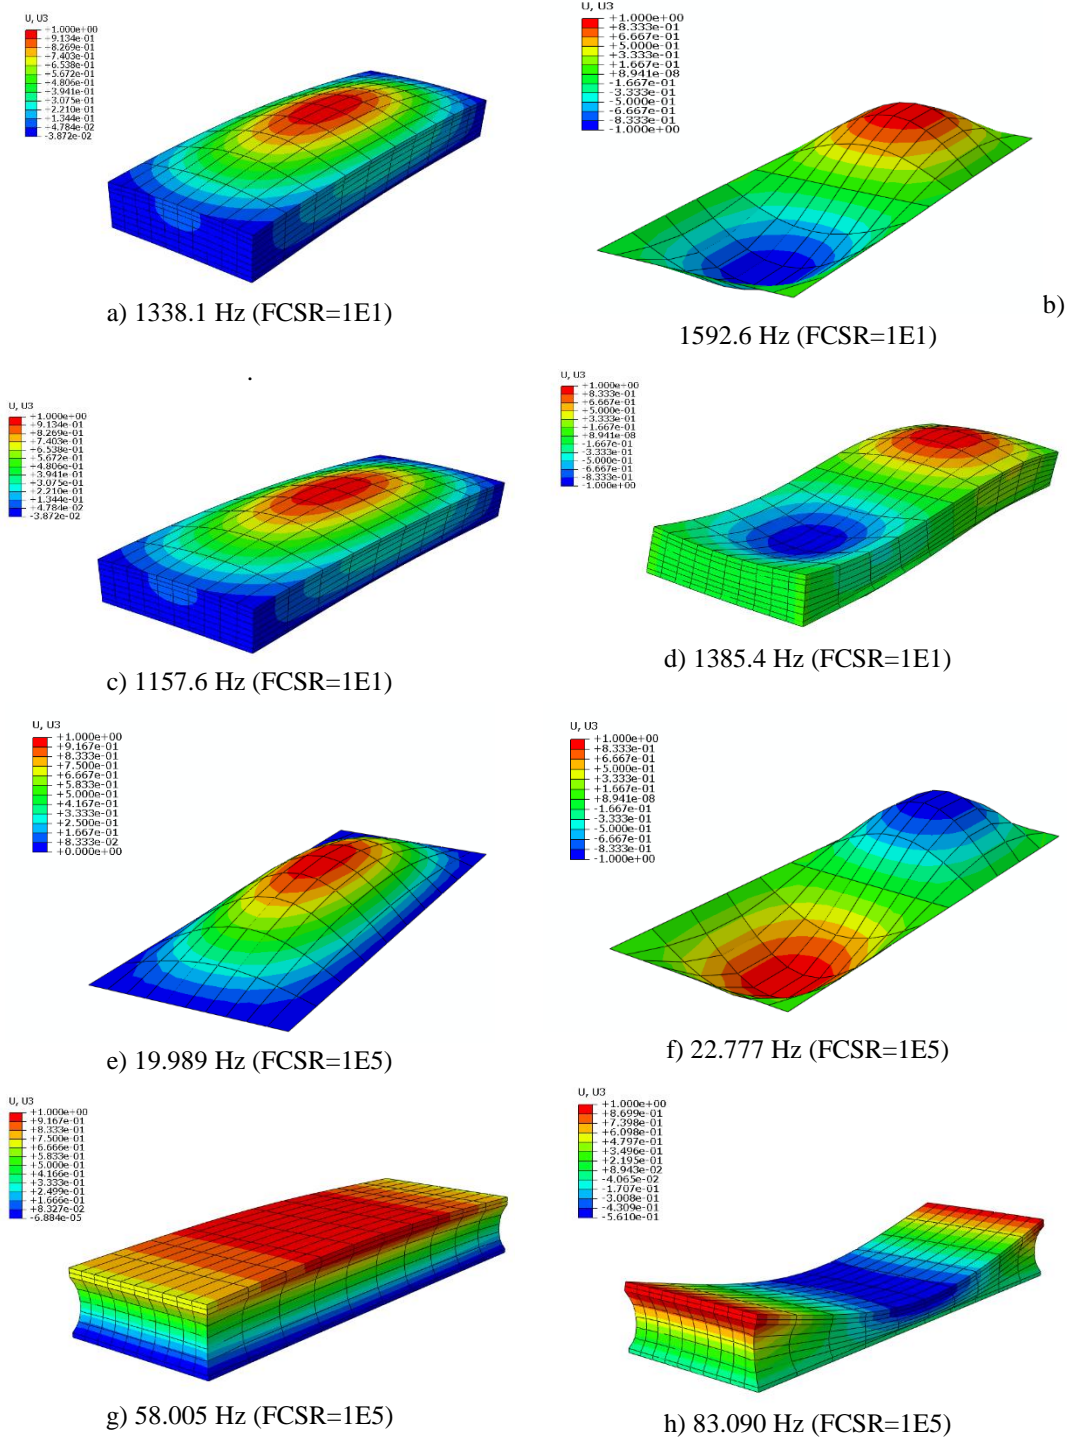 U, U3
+1.000e+00
+9.134e-01
+8.269e-01
+7.403e-01
+6.538e-01
+5.672e-01
+4.806e-01
+3.941e-01
+3.075e-01
+2.210e-01
+1.344e-01
+4.784e-02
-3.872e-02
a) 1338.1 Hz (FCSR=1E1)
U, U3
+1.000e+00
+8.333e-01
+6.667e-01
+5.000e-01
+3.333e-01
+1.667e-01
+8.941e-08
-1.667e-01
-3.333e-01
-5.000e-01
-6.667e-01
-8.333e-01
-1.000e+00
b)
1592.6 Hz (FCSR=1E1)
.
U, U3
+1.000e+00
+9.134e-01
+8.269e-01
+7.403e-01
+6.538e-01
+5.672e-01
+4.806e-01
+3.941e-01
+3.075e-01
+2.210e-01
+1.344e-01
+4.784e-02
-3.872e-02
c) 1157.6 Hz (FCSR=1E1)
U, U3
+1.000e+00
+8.333e-01
+6.667e-01
+5.000e-01
+3.333e-01
+1.667e-01
+8.941e-08
-1.667e-01
-3.333e-01
-5.000e-01
-6.667e-01
-8.333e-01
-1.000e+00
d) 1385.4 Hz (FCSR=1E1)
U, U3
+1.000e+00
+9.167e-01
+8.333e-01
+7.500e-01
+6.667e-01
+5.833e-01
+5.000e-01
+4.167e-01
+3.333e-01
+2.500e-01
+1.667e-01
+8.333e-02
+0.000e+00
e) 19.989 Hz (FCSR=1E5)
U, U3
+1.000e+00
+8.333e-01
+6.667e-01
+5.000e-01
+3.333e-01
+1.667e-01
+8.941e-08
-1.667e-01
-3.333e-01
-5.000e-01
-6.667e-01
-8.333e-01
-1.000e+00
f) 22.777 Hz (FCSR=1E5)
U, U3
+1.000e+00
+9.167e-01
+8.333e-01
+7.500e-01
+6.666e-01
+5.833e-01
+5.000e-01
+4.166e-01
+3.333e-01
+2.499e-01
+1.666e-01
+8.327e-02
-6.884e-05
g) 58.005 Hz (FCSR=1E5)
U, U3
+1.000e+00
+8.699e-01
+7.398e-01
+6.098e-01
+4.797e-01
+3.496e-01
+2.195e-01
+8.943e-02
-4.065e-02
-1.707e-01
-3.008e-01
-4.309e-01
-5.610e-01
h) 83.090 Hz (FCSR=1E5)